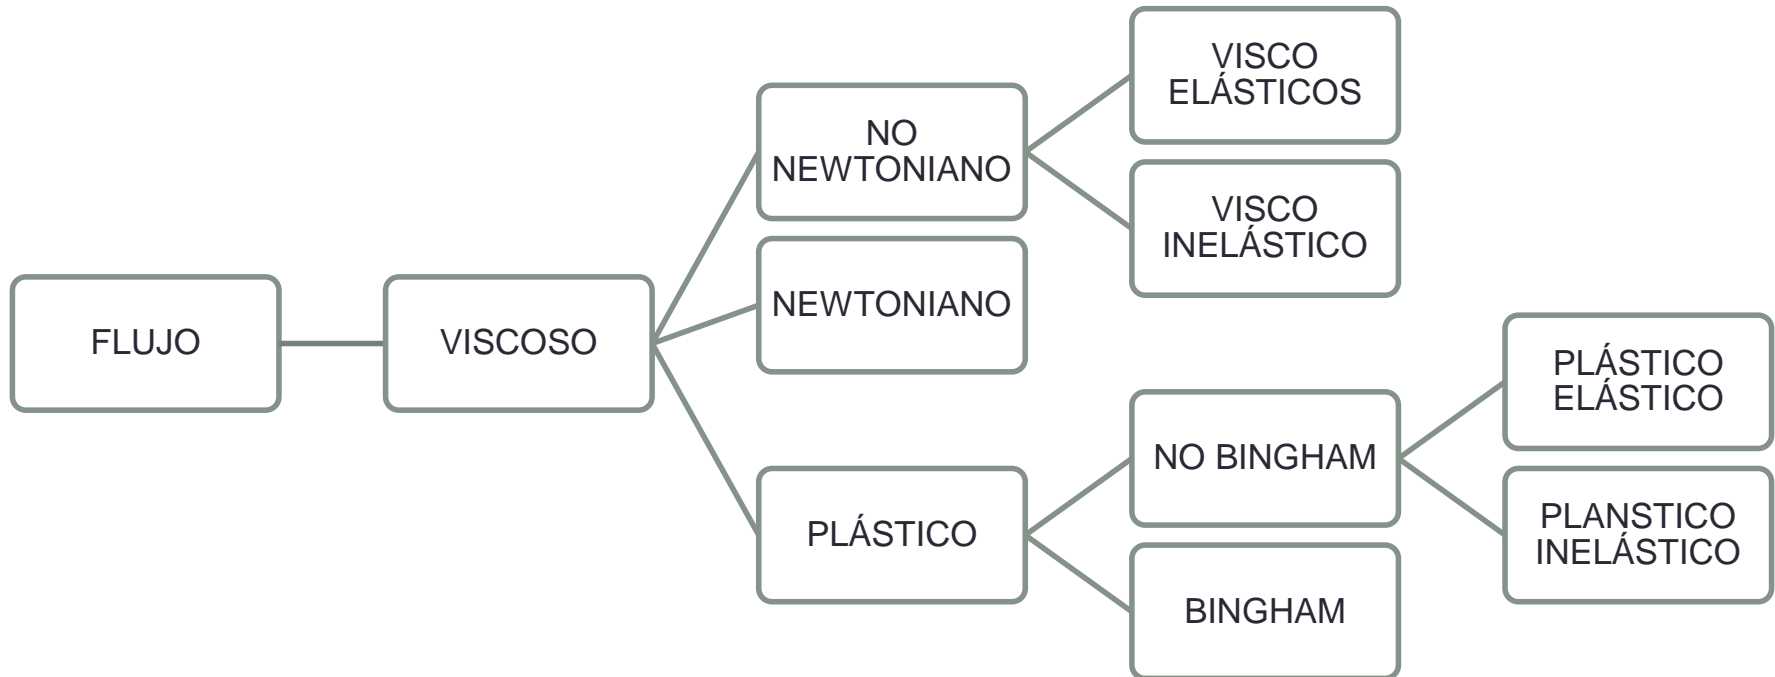 FLUJO
VISCOSO
NO
NEWTONIANO
VISCO
ELÁSTICOS
VISCO
INELÁSTICO
NEWTONIANO
PLÁSTICO
NO BINGHAM
PLÁSTICO
ELÁSTICO
PLANSTICO
INELÁSTICO
BINGHAM